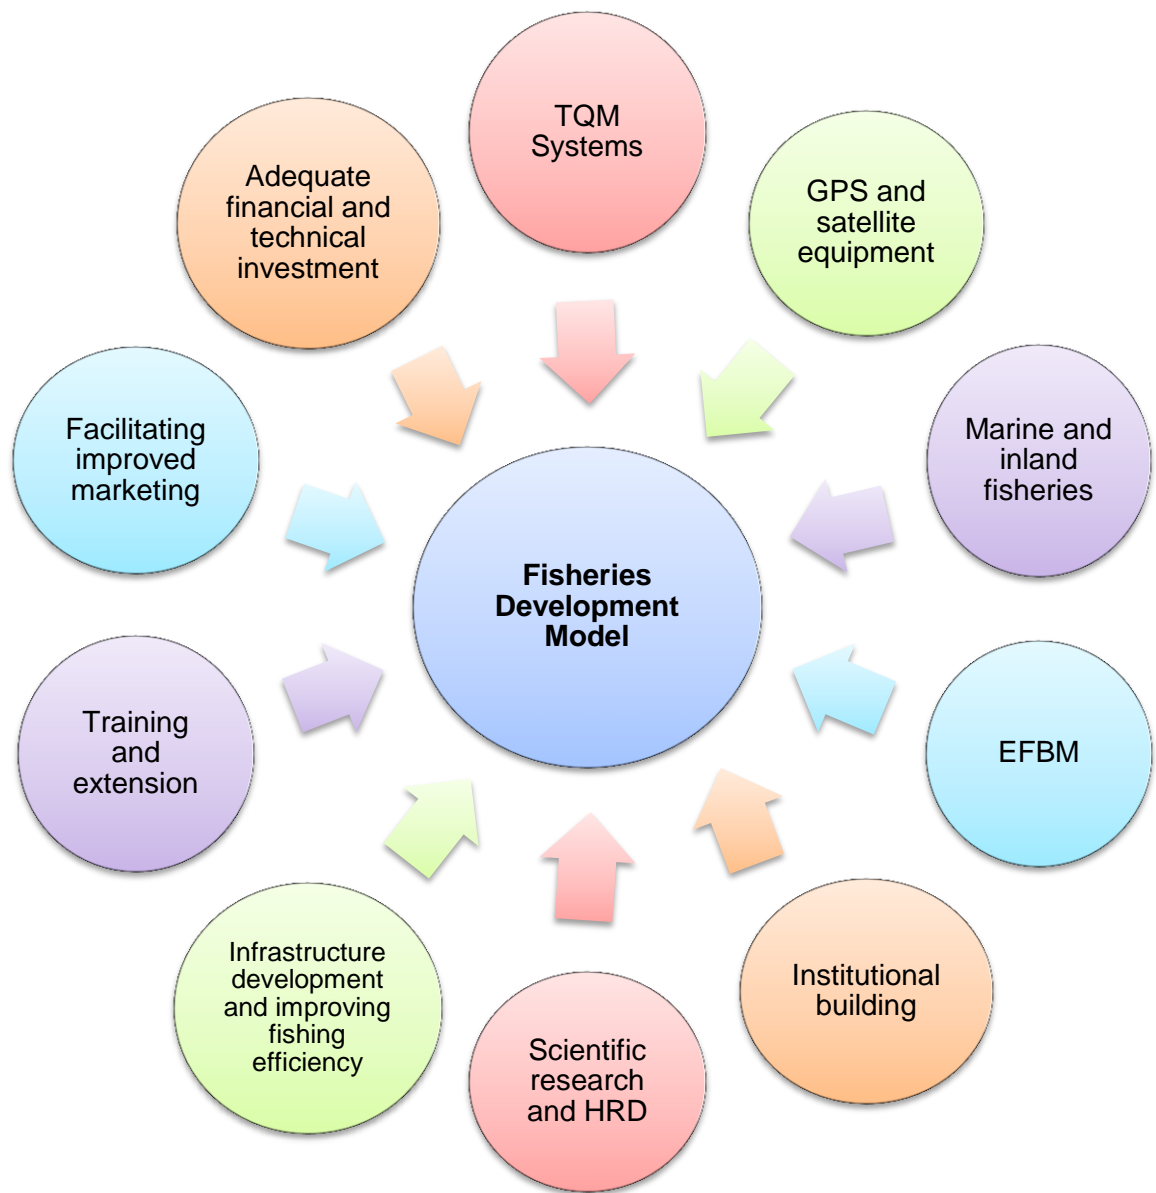 TQM
Systems
GPS and
satellite
equipment
Marine and
inland
fisheries
EFBM
Institutional
building
Scientific
research
and HRD
Infrastructure
development
and improving
fishing
efficiency
Training
and
extension
Facilitating
improved
marketing
Adequate
financial and
technical
investment
Fisheries
Development
Model